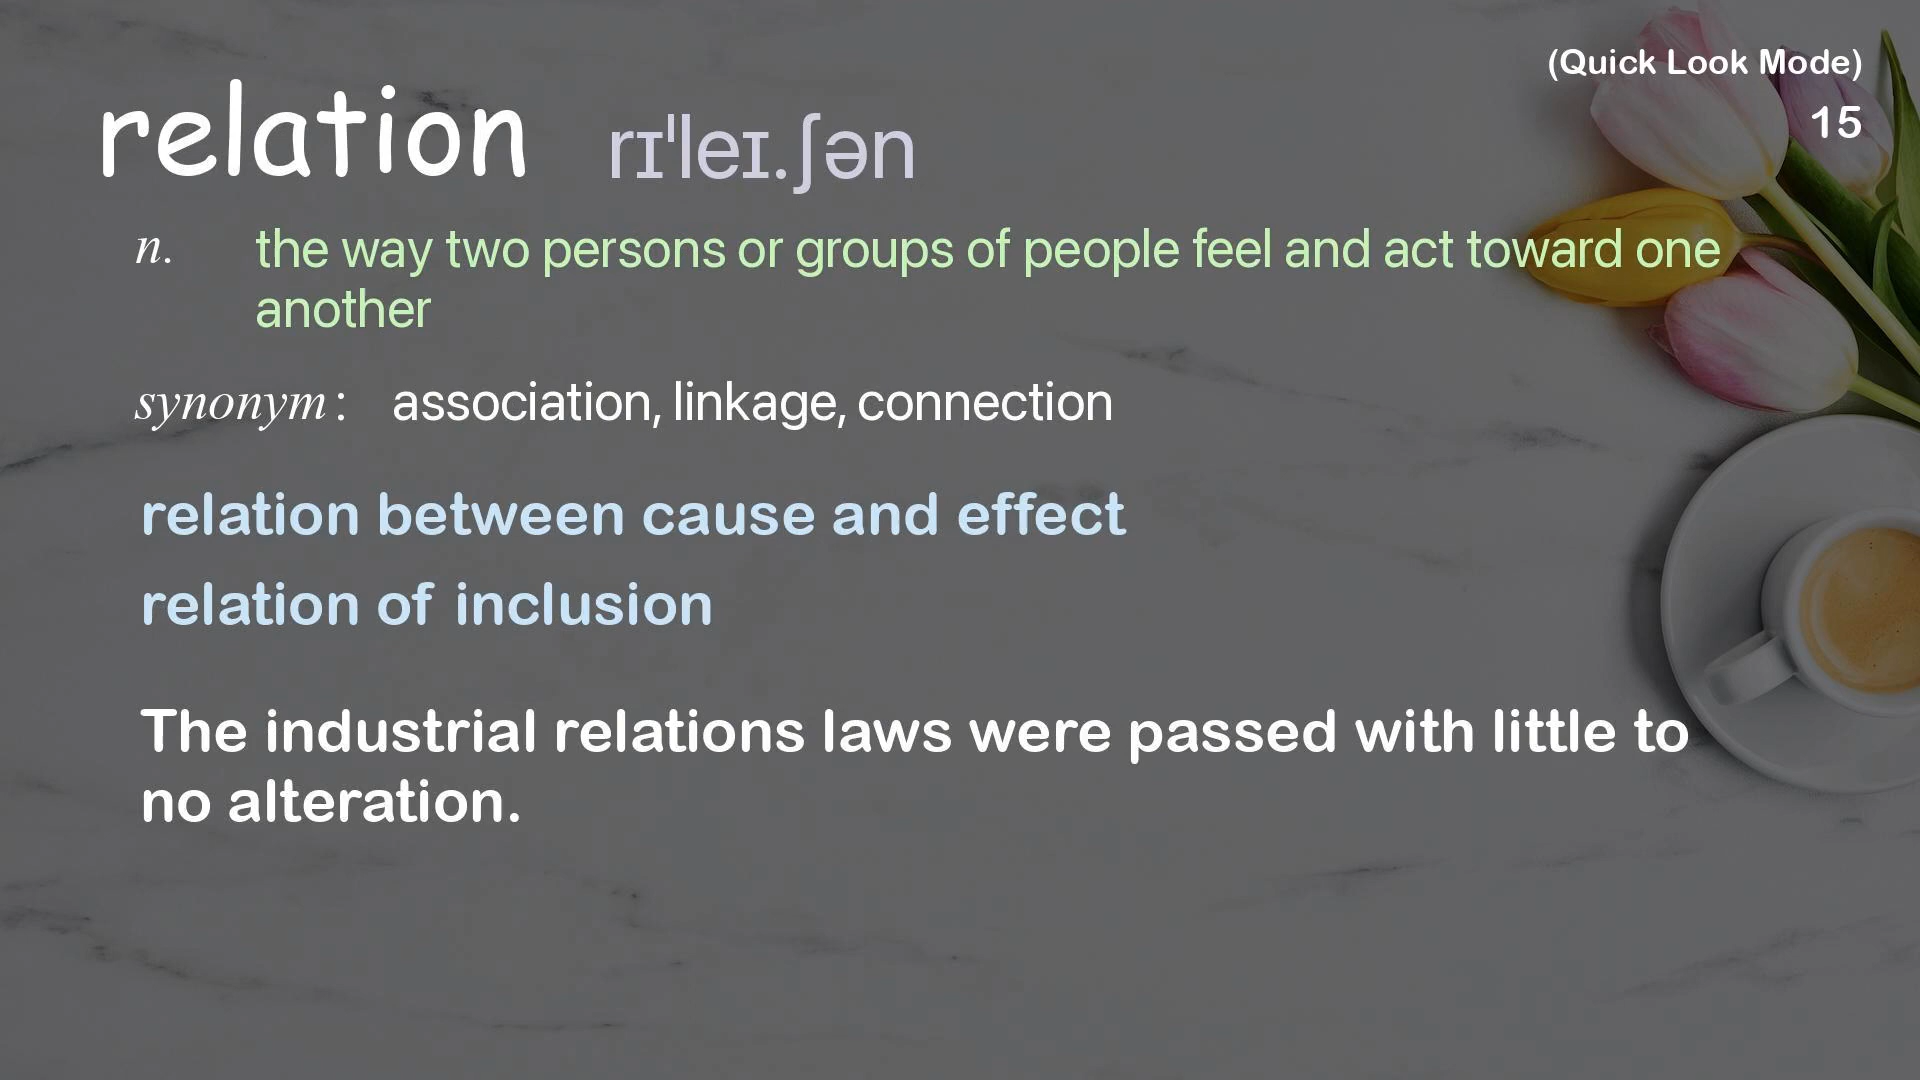 (Quick Look Mode)
15
relation rɪˈleɪ.ʃən
n. the way two persons or groups of people feel and act toward one
another
synonym: association, linkage, connection
relation between cause and effect
relation of inclusion
The industrial relations laws were passed with little to
no alteration.